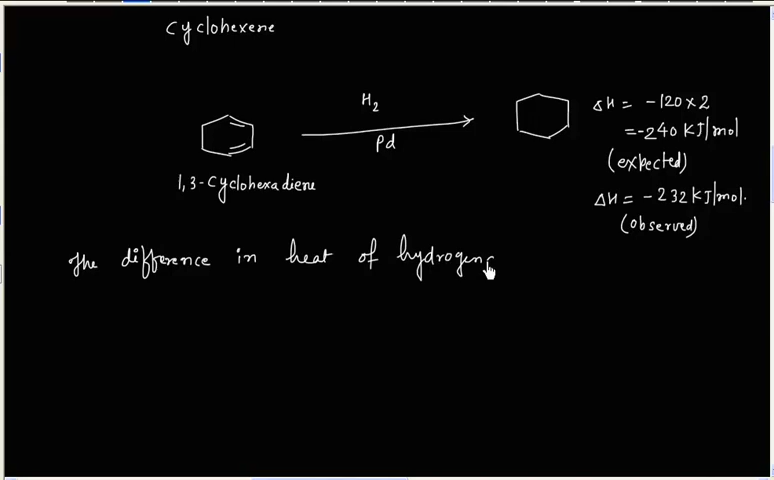 Cyclohexene
H2
Pd
1,3-Cyclohexadiene
ΔH = -120×2
= -240 KJ/mol
(expected)
ΔH = -232 KJ/mol.
(observed)
The difference in heat of hydrogen